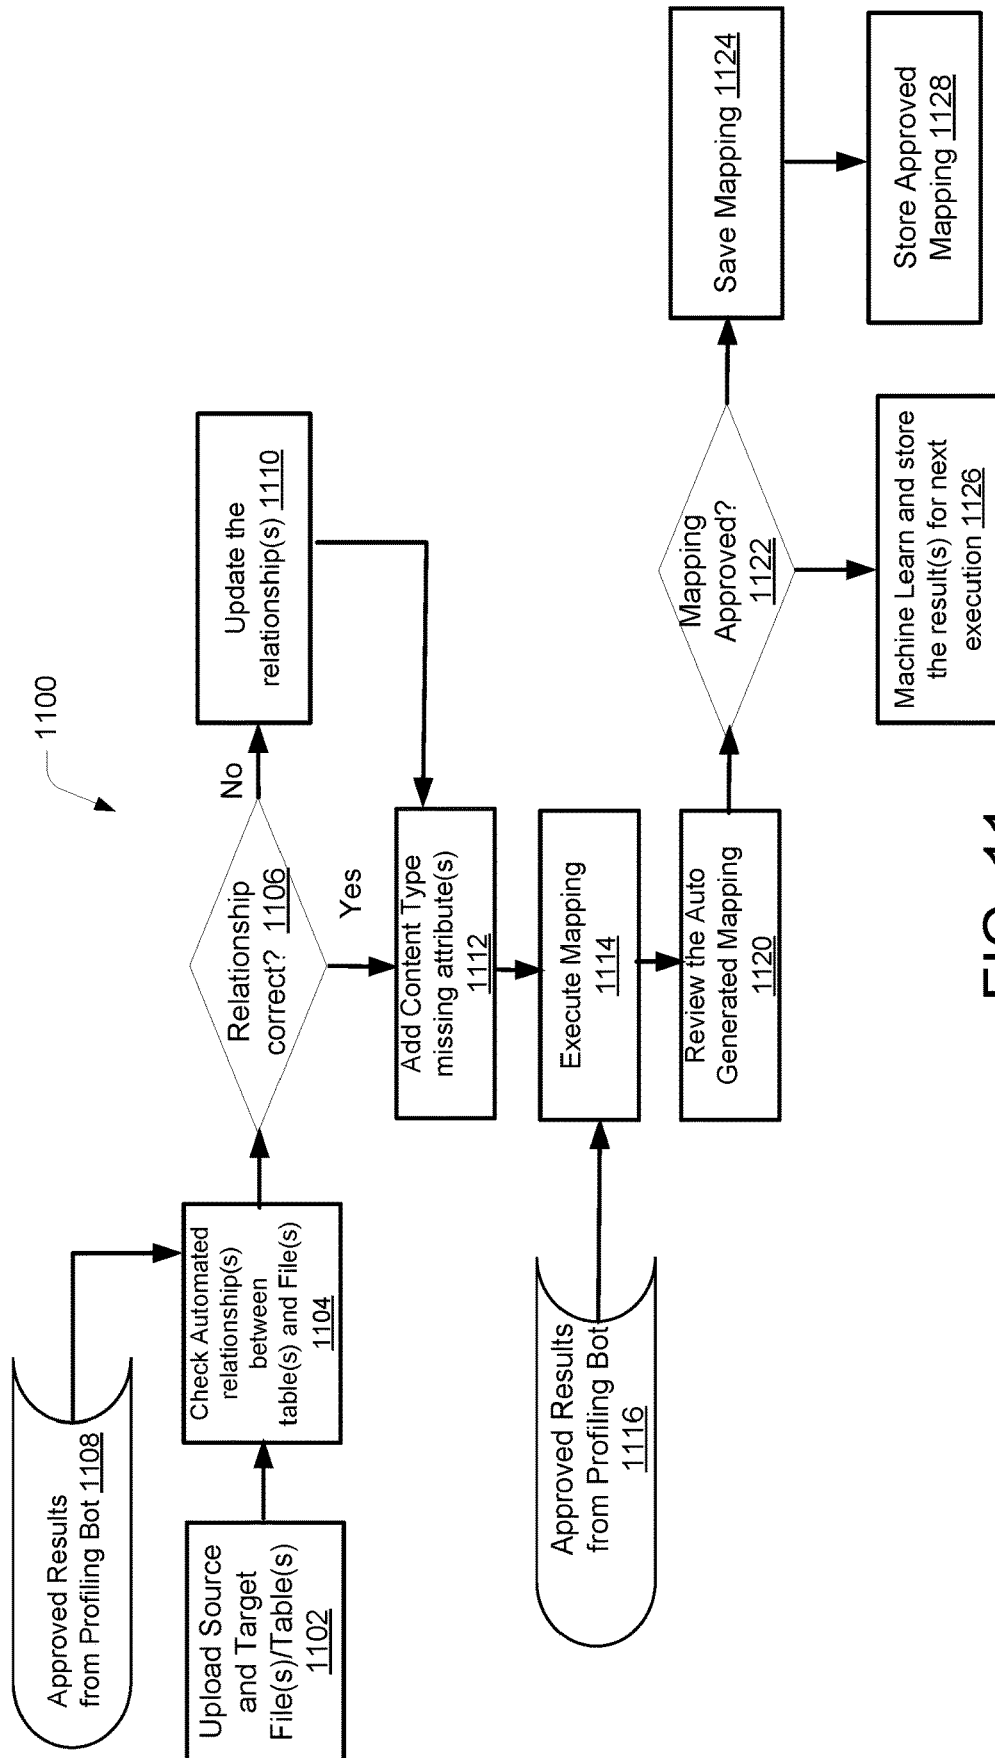 1100
Approved Results
from Profiling Bot 1108
Upload Source
and Target
File(s)/Table(s)
1102
Check Automated
relationship(s)
between
table(s) and File(s)
1104
Relationship
correct? 1106
No
Yes
Update the
relationship(s) 1110
Add Content Type
missing attribute(s)
1112
Approved Results
from Profiling Bot
1116
Execute Mapping
1114
Review the Auto
Generated Mapping
1120
Mapping
Approved?
1122
Save Mapping 1124
Machine Learn and store
the result(s) for next
execution 1126
Store Approved
Mapping 1128